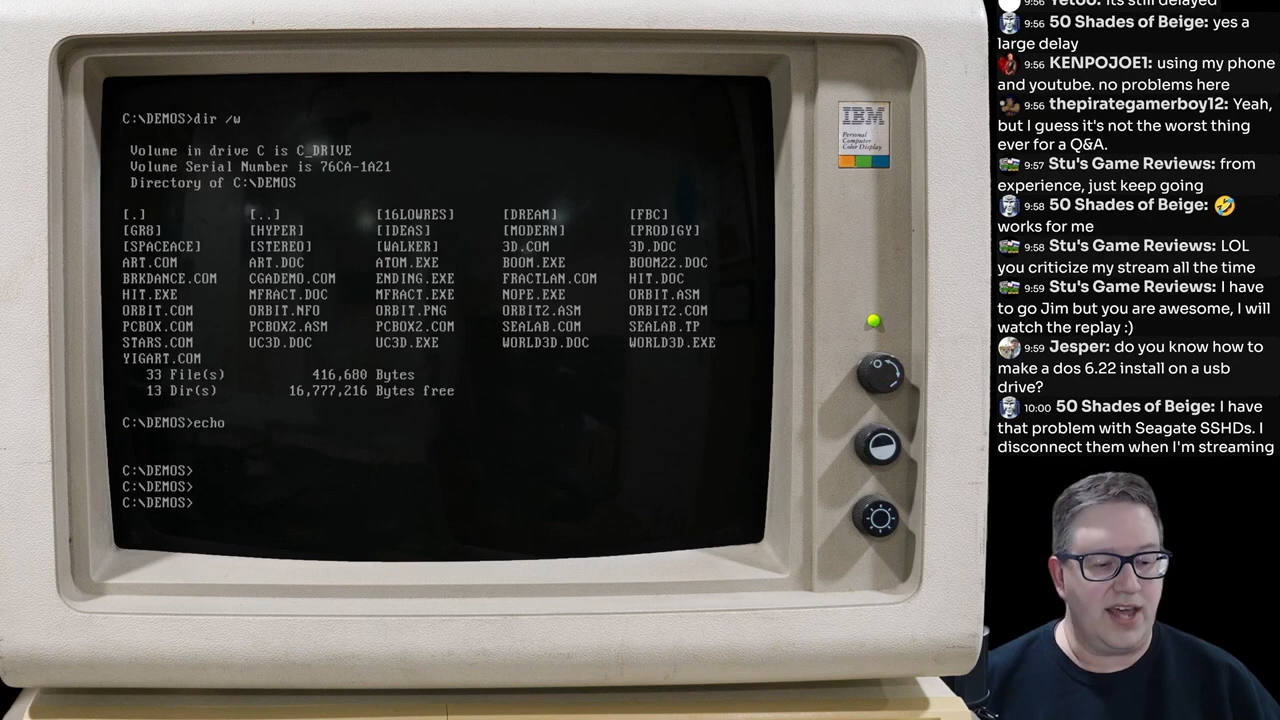 C:\DEMOS>dir /w
Volume in drive C is C_DRIVE
Volume Serial Number is 76CA-1A21
Directory of C:\DEMOS
[.] [..] [16LOWRES] [DREAM] [FBC]
[GR8] [HYPER] [IDEAS] [MODERN] [PRODIGY]
[SPACEACE] [STEREO] [WALKER] 3D.COM 3D.DOC
ART.COM ART.DOC ATOM.EXE BOOM.EXE BOOM22.DOC
BRKDANCE.COM CGADEMO.COM ENDING.EXE FRACTLAN.COM HIT.DOC
HIT.EXE MFRACT.DOC MFRACT.EXE NOPE.EXE ORBIT.ASM
ORBIT.COM ORBIT.NFO ORBIT.PNG ORBIT2.ASM ORBIT2.COM
PCBOX.COM PCBOX2.ASM PCBOX2.COM SEALAB.COM SEALAB.TP
STARS.COM UC3D.DOC UC3D.EXE WORLD3D.DOC WORLD3D.EXE
YIGART.COM
33 File(s) 416,680 Bytes
13 Dir(s) 16,777,216 Bytes free
C:\DEMOS>echo
C:\DEMOS>
C:\DEMOS>
C:\DEMOS>
IBM
Personal
Computer
Color Display
9:56 Yetoo: its still delayed
9:56 50 Shades of Beige: yes a
large delay
9:56 KENPOJOE1: using my phone
and youtube. no problems here
9:56 thepirategamerboy12: Yeah,
but I guess it's not the worst thing
ever for a Q&A.
9:57 Stu's Game Reviews: from
experience, just keep going
9:58 50 Shades of Beige: 🤣
works for me
9:58 Stu's Game Reviews: LOL
you criticize my stream all the time
9:59 Stu's Game Reviews: I have
to go Jim but you are awesome, I will
watch the replay :)
9:59 Jesper: do you know how to
make a dos 6.22 install on a usb
drive?
10:00 50 Shades of Beige: I have
that problem with Seagate SSHDs. I
disconnect them when I'm streaming